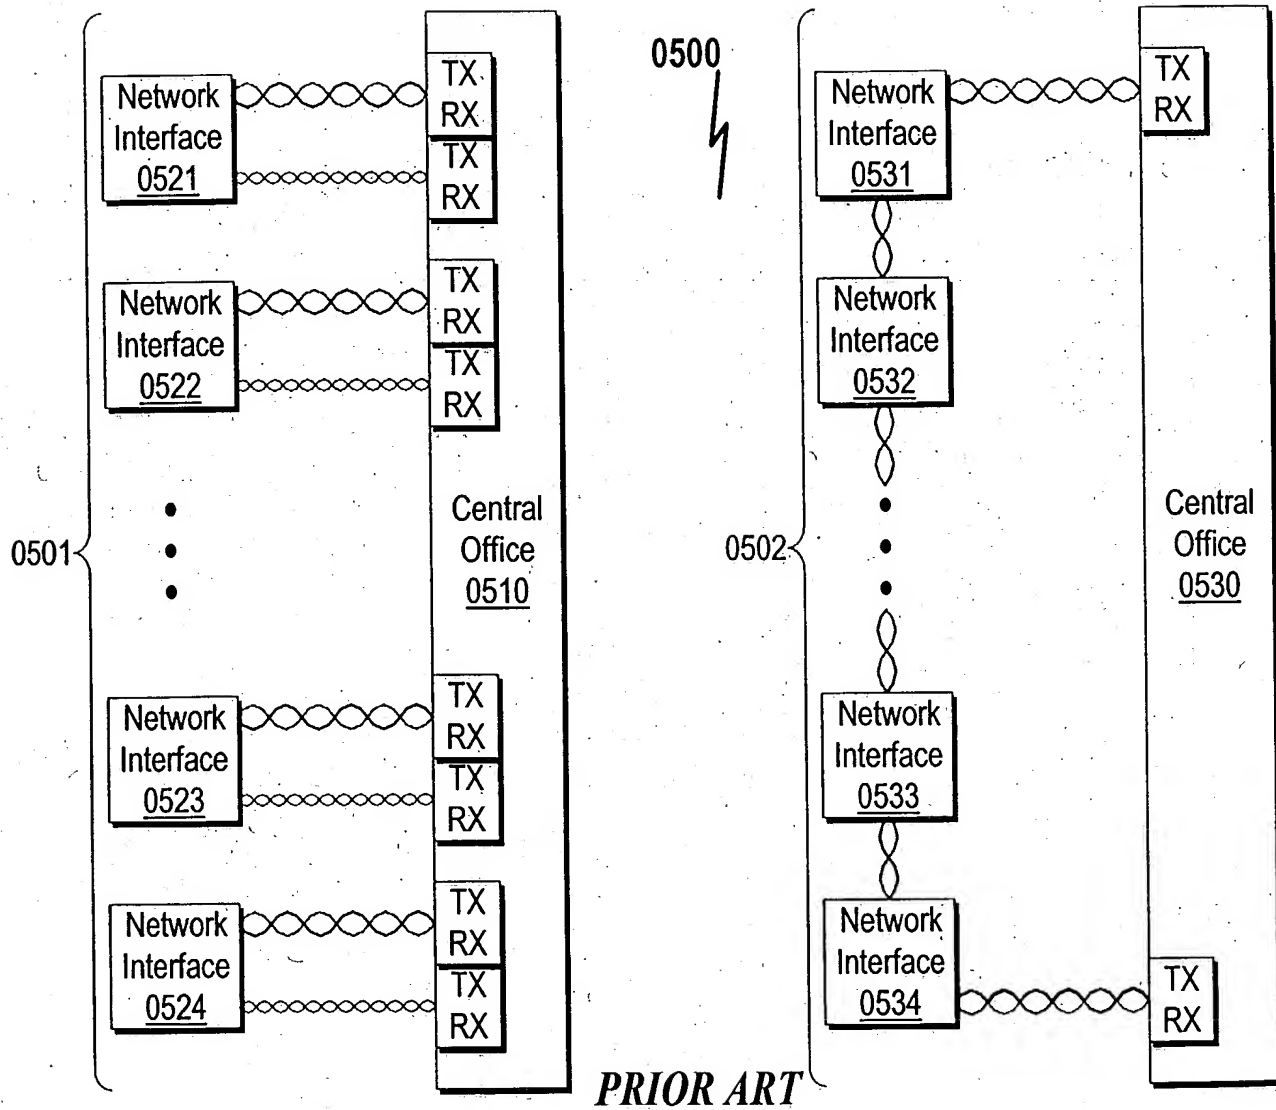 0500
Network
Interface
0521
TX
RX
TX
RX
Network
Interface
0522
TX
RX
TX
RX
0501
Central
Office
0510
Network
Interface
0523
TX
RX
TX
RX
Network
Interface
0524
TX
RX
TX
RX
Network
Interface
0531
TX
RX
Network
Interface
0532
0502
Central
Office
0530
Network
Interface
0533
Network
Interface
0534
TX
RX
PRIOR ART